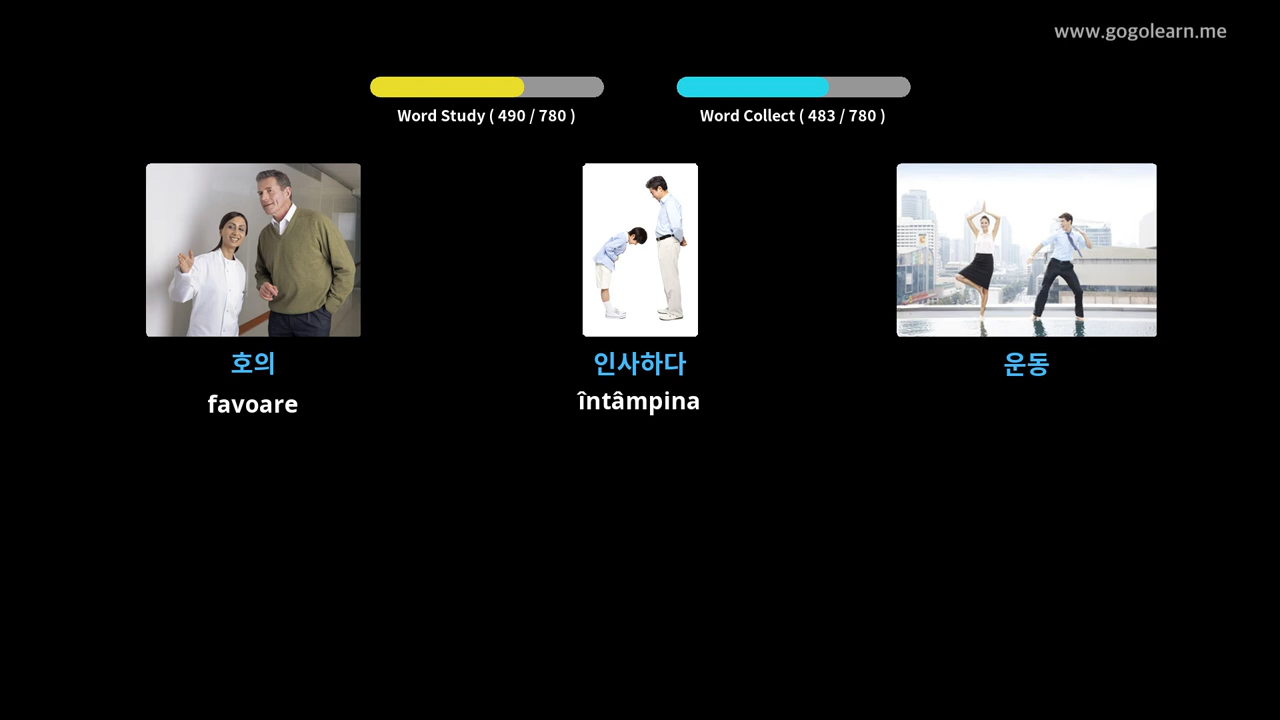 www.gogolearn.me
Word Study ( 490 / 780 )
Word Collect ( 483 / 780 )
호의
인사하다
운동
favoare
întâmpina